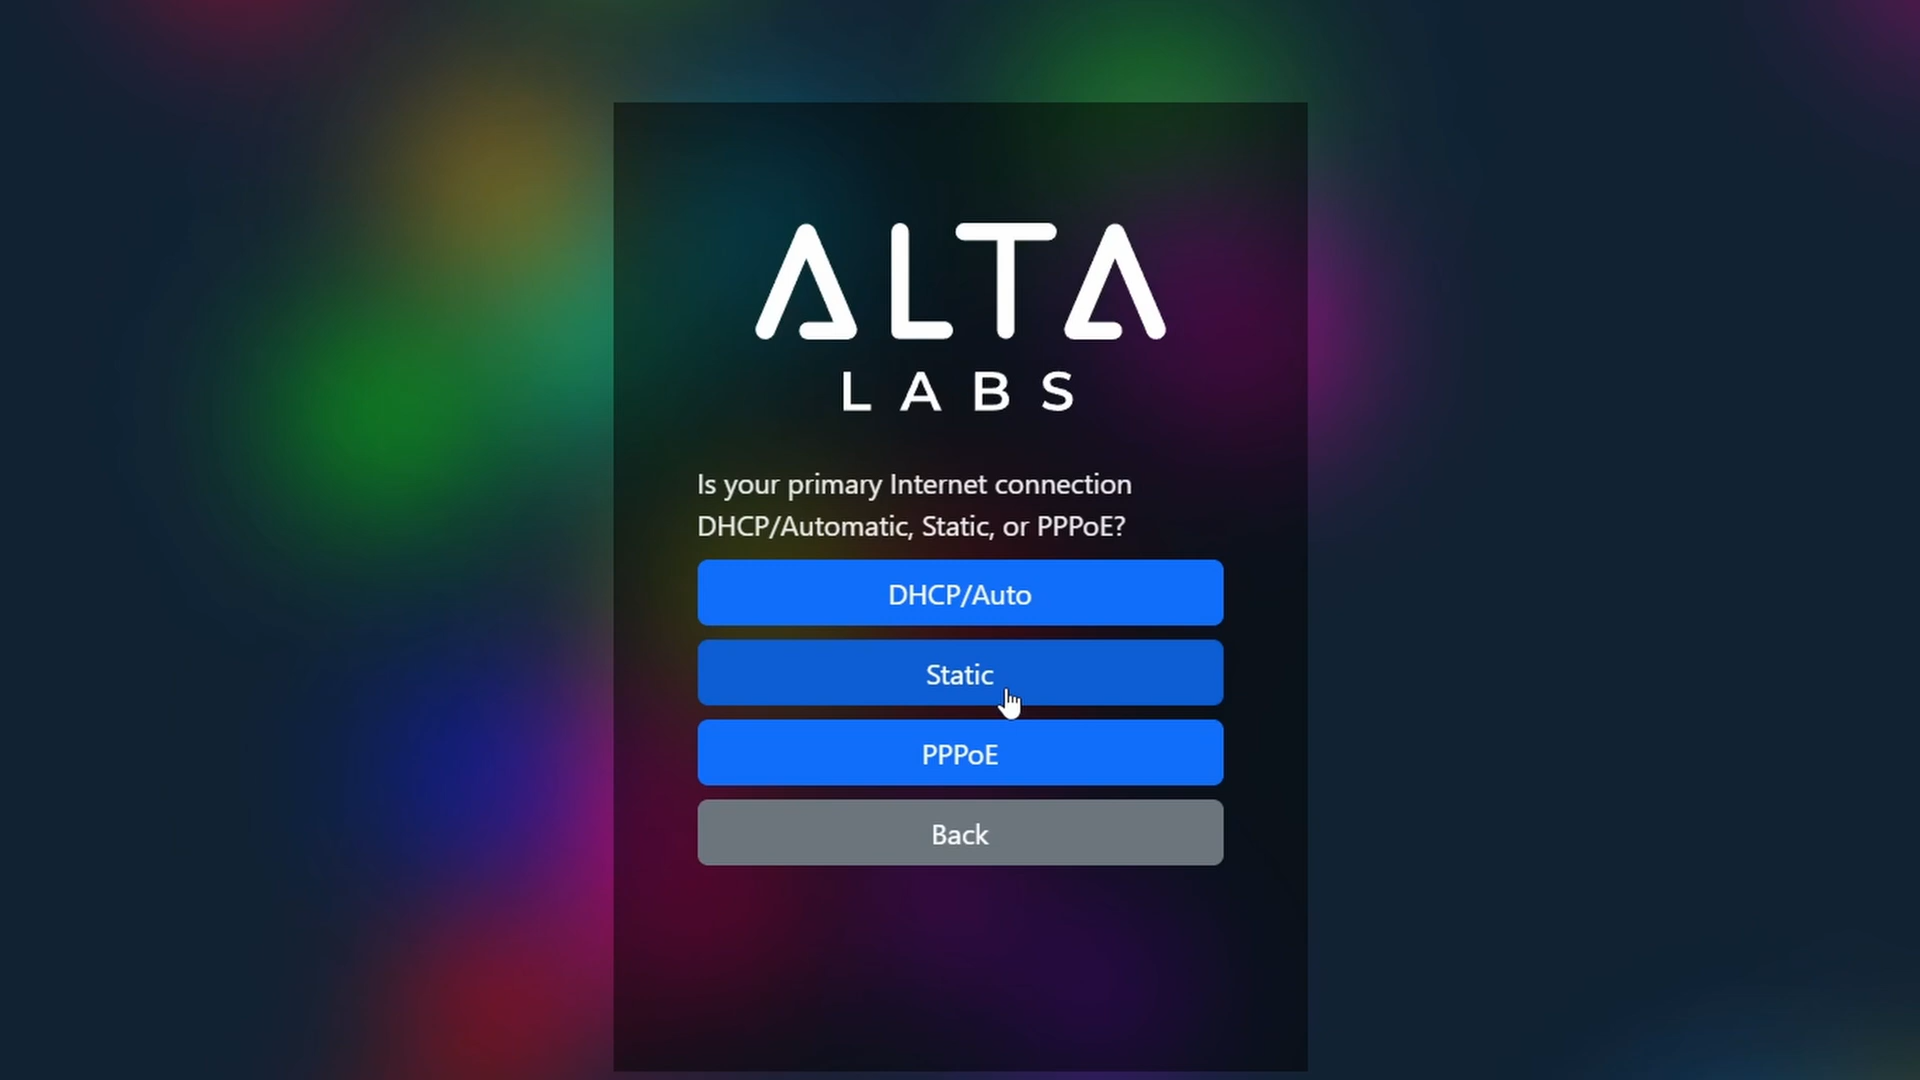 ALTA
LABS
Is your primary Internet connection
DHCP/Automatic, Static, or PPPoE?
DHCP/Auto
Static
PPPoE
Back